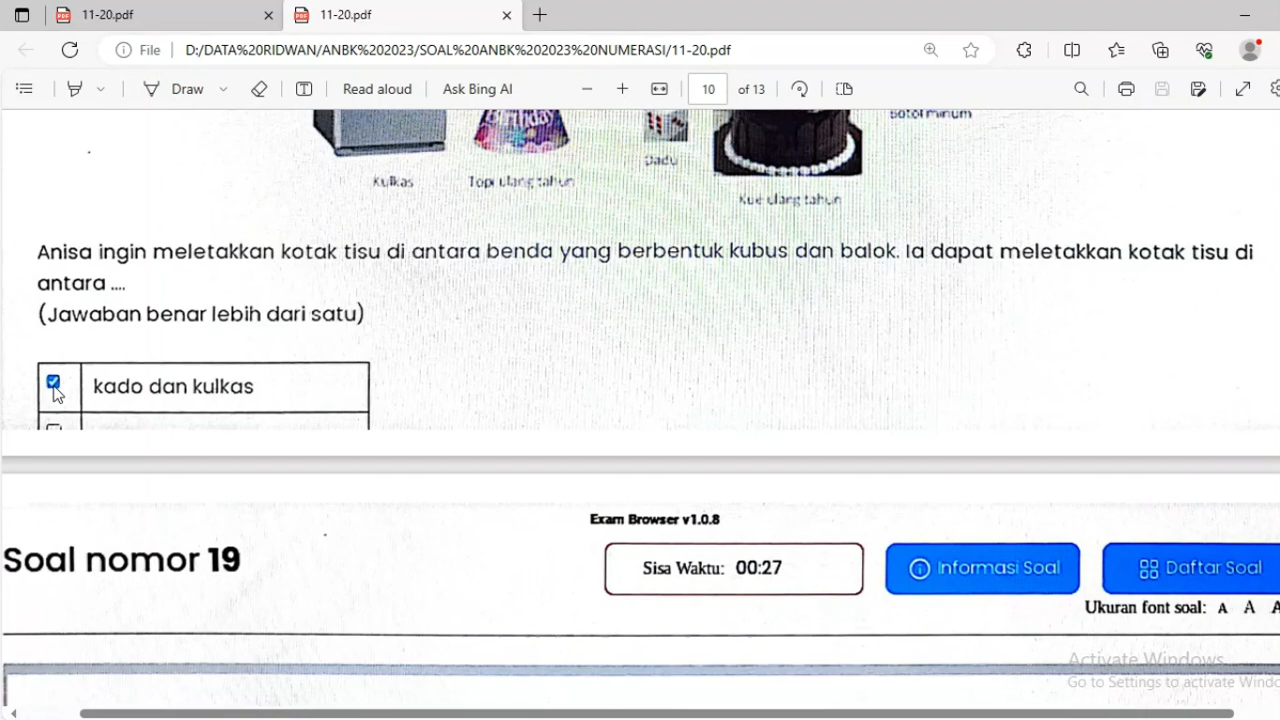 11-20.pdf
11-20.pdf
File
D:/DATA%20RIDWAN/ANBK%202023/SOAL%20ANBK%202023%20NUMERASI/11-20.pdf
Draw
Read aloud
Ask Bing AI
10
of 13
Birthday
botol minum
Kulkas
Topi ulang tahun
Dadu
Kue ulang tahun
Anisa ingin meletakkan kotak tisu di antara benda yang berbentuk kubus dan balok. Ia dapat meletakkan kotak tisu di
antara ....
(Jawaban benar lebih dari satu)
kado dan kulkas
Exam Browser v1.0.8
Soal nomor 19
Sisa Waktu: 00:27
Informasi Soal
Daftar Soal
Ukuran font soal: A A A
Activate Windows
Go to Settings to activate Windo